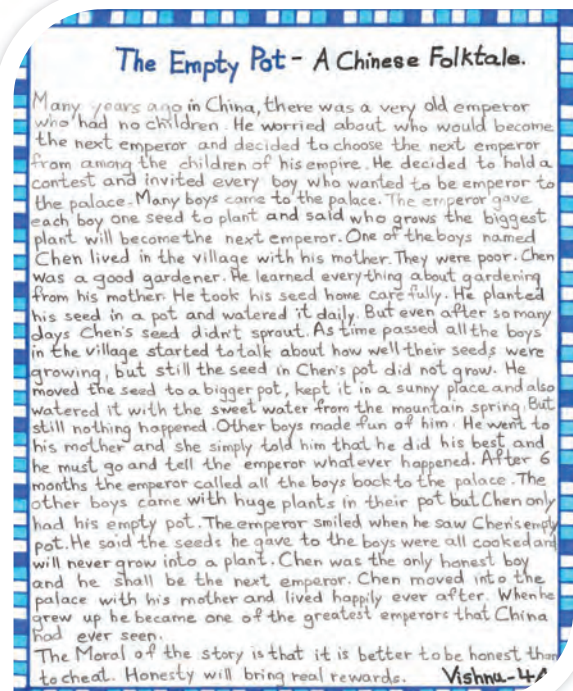 The Empty Pot - A Chinese Folktale.
Many years ago in China, there was a very old emperor
who had no children. He worried about who would become
the next emperor and decided to choose the next emperor
from among the children of his empire. He decided to hold a
contest and invited every boy who wanted to be emperor to
the palace. Many boys came to the palace. The emperor gave
each boy one seed to plant and said who grows the biggest
plant will become the next emperor. One of the boys named
Chen lived in the village with his mother. They were poor. Chen
was a good gardener. He learned everything about gardening
from his mother. He took his seed home carefully. He planted
his seed in a pot and watered it daily. But even after so many
days Chen's seed didn't sprout. As time passed all the boys
in the village started to talk about how well their seeds were
growing, but still the seed in Chen's pot did not grow. He
moved the seed to a bigger pot, kept it in a sunny place and also
watered it with the sweet water from the mountain spring. But
still nothing happened. Other boys made fun of him. He went to
his mother and she simply told him that he did his best and
he must go and tell the emperor whatever happened. After 6
months the emperor called all the boys back to the palace. The
other boys came with huge plants in their pot but Chen only
had his empty pot. The emperor smiled when he saw Chen's empty
pot. He said the seeds he gave to the boys were all cooked and
will never grow into a plant. Chen was the only honest boy
and he shall be the next emperor. Chen moved into the
palace with his mother and lived happily ever after. When he
grew up he became one of the greatest emperors that China
had ever seen.
The Moral of the story is that it is better to be honest than
to cheat. Honesty will bring real rewards. Vishnu-4A